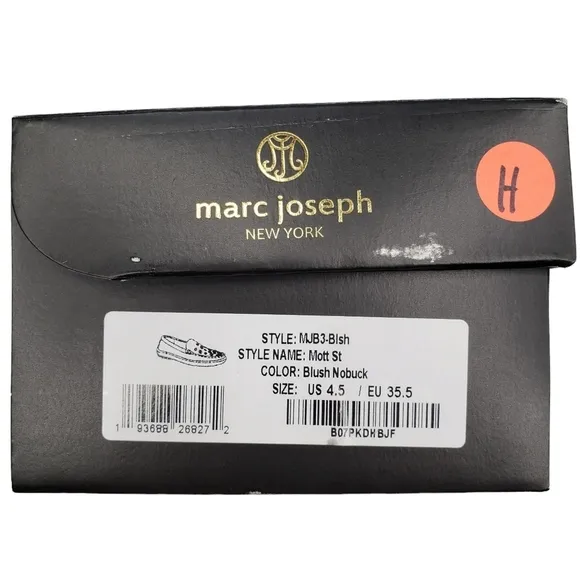 marc joseph
NEW YORK
H
STYLE: MJB3-Blsh
STYLE NAME: Mott St
COLOR: Blush Nobuck
SIZE: US 4.5 / EU 35.5
1 93688 26827 2
B07PKDHBJF